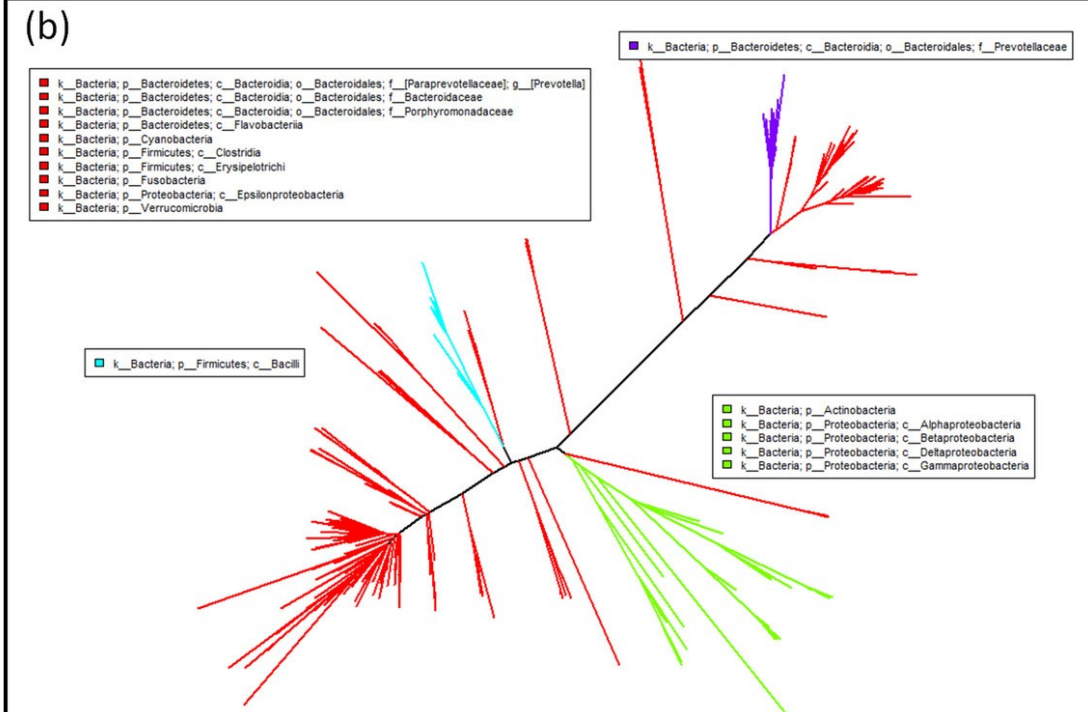 (b)
k__Bacteria; p__Bacteroidetes; c__Bacteroidia; o__Bacteroidales; f__Prevotellaceae
k__Bacteria; p__Bacteroidetes; c__Bacteroidia; o__Bacteroidales; f__[Paraprevotellaceae]; g__[Prevotella]
k__Bacteria; p__Bacteroidetes; c__Bacteroidia; o__Bacteroidales; f__Bacteroidaceae
k__Bacteria; p__Bacteroidetes; c__Bacteroidia; o__Bacteroidales; f__Porphyromonadaceae
k__Bacteria; p__Bacteroidetes; c__Flavobacteriia
k__Bacteria; p__Cyanobacteria
k__Bacteria; p__Firmicutes; c__Clostridia
k__Bacteria; p__Firmicutes; c__Erysipelotrichi
k__Bacteria; p__Fusobacteria
k__Bacteria; p__Proteobacteria; c__Epsilonproteobacteria
k__Bacteria; p__Verrucomicrobia
k__Bacteria; p__Firmicutes; c__Bacilli
k__Bacteria; p__Actinobacteria
k__Bacteria; p__Proteobacteria; c__Alphaproteobacteria
k__Bacteria; p__Proteobacteria; c__Betaproteobacteria
k__Bacteria; p__Proteobacteria; c__Deltaproteobacteria
k__Bacteria; p__Proteobacteria; c__Gammaproteobacteria